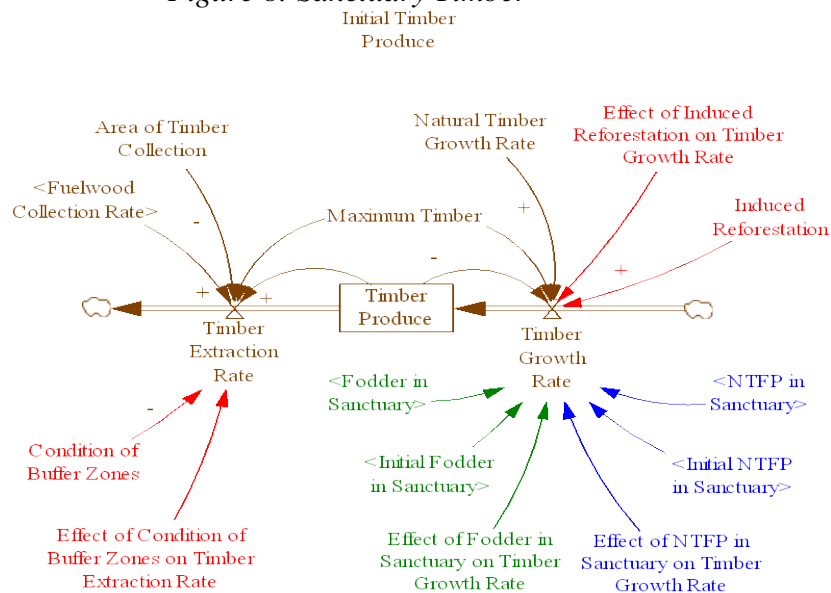 Figure 8: Sanctuary Timber
Initial Timber
Produce
Area of Timber
Collection
Natural Timber
Growth Rate
Effect of Induced
Reforestation on Timber
Growth Rate
<Fuelwood
Collection Rate>
-
Maximum Timber
+
Induced
Reforestation
-
+
+
+
Timber
Produce
Timber
Extraction
Rate
Timber
Growth
Rate
<Fodder in
Sanctuary>
<NTFP in
Sanctuary>
-
Condition of
Buffer Zones
<Initial Fodder
in Sanctuary>
<Initial NTFP
in Sanctuary>
Effect of Condition of
Buffer Zones on Timber
Extraction Rate
Effect of Fodder in
Sanctuary on Timber
Growth Rate
Effect of NTFP in
Sanctuary on Timber
Growth Rate